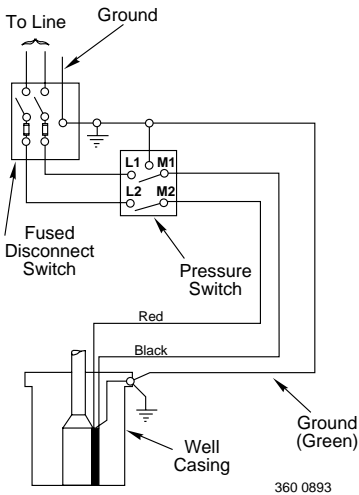 To Line
Ground
L1
M1
L2
M2
Fused
Disconnect
Switch
Pressure
Switch
Red
Black
Well
Casing
Ground
(Green)
360 0893